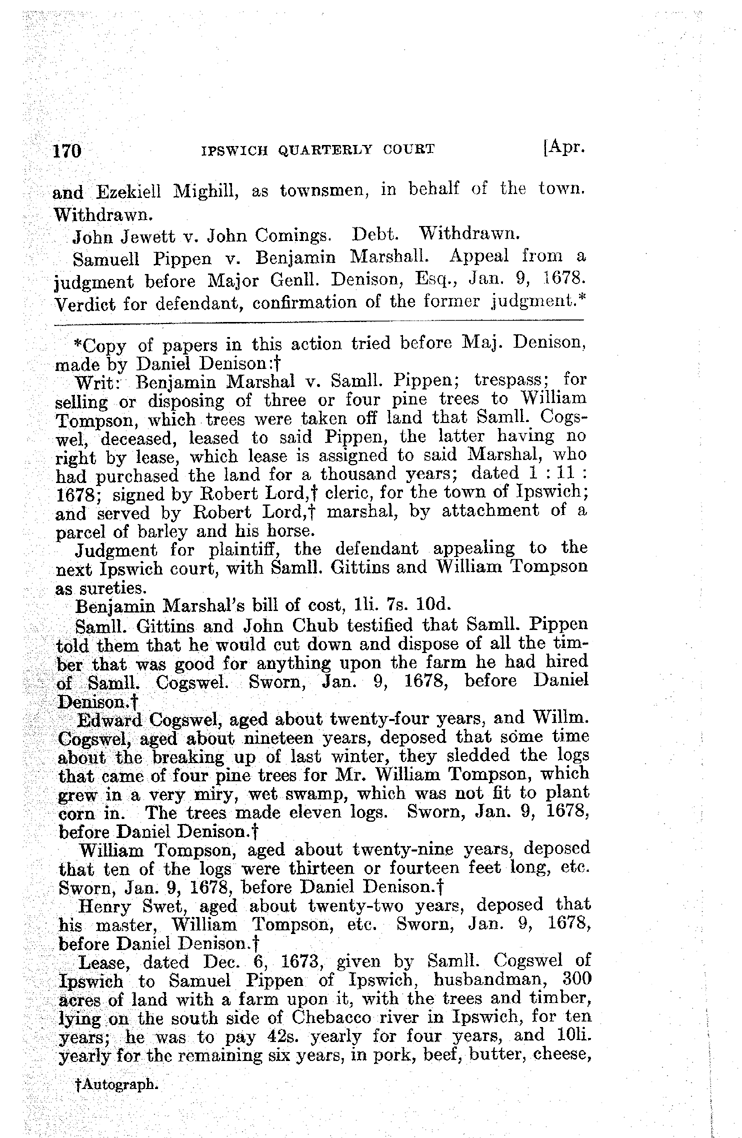 170 IPSWICH QUARTERLY COURT [Apr.
and Ezekiell Mighill, as townsmen, in behalf of the town.
Withdrawn.
John Jewett v. John Comings. Debt. Withdrawn.
Samuell Pippen v. Benjamin Marshall. Appeal from a
judgment before Major Genll. Denison, Esq., Jan. 9, 1678.
Verdict for defendant, confirmation of the former judgment.*
*Copy of papers in this action tried before Maj. Denison,
made by Daniel Denison:†
Writ: Benjamin Marshal v. Samll. Pippen; trespass; for
selling or disposing of three or four pine trees to William
Tompson, which trees were taken off land that Samll. Cogs-
wel, deceased, leased to said Pippen, the latter having no
right by lease, which lease is assigned to said Marshal, who
had purchased the land for a thousand years; dated 1 : 11 :
1678; signed by Robert Lord,† cleric, for the town of Ipswich;
and served by Robert Lord,† marshal, by attachment of a
parcel of barley and his horse.
Judgment for plaintiff, the defendant appealing to the
next Ipswich court, with Samll. Gittins and William Tompson
as sureties.
Benjamin Marshal's bill of cost, 1li. 7s. 10d.
Samll. Gittins and John Chub testified that Samll. Pippen
told them that he would cut down and dispose of all the tim-
ber that was good for anything upon the farm he had hired
of Samll. Cogswel. Sworn, Jan. 9, 1678, before Daniel
Denison.†
Edward Cogswel, aged about twenty-four years, and Willm.
Cogswel, aged about nineteen years, deposed that some time
about the breaking up of last winter, they sledded the logs
that came of four pine trees for Mr. William Tompson, which
grew in a very miry, wet swamp, which was not fit to plant
corn in. The trees made eleven logs. Sworn, Jan. 9, 1678,
before Daniel Denison.†
William Tompson, aged about twenty-nine years, deposed
that ten of the logs were thirteen or fourteen feet long, etc.
Sworn, Jan. 9, 1678, before Daniel Denison.†
Henry Swet, aged about twenty-two years, deposed that
his master, William Tompson, etc. Sworn, Jan. 9, 1678,
before Daniel Denison.†
Lease, dated Dec. 6, 1673, given by Samll. Cogswel of
Ipswich to Samuel Pippen of Ipswich, husbandman, 300
acres of land with a farm upon it, with the trees and timber,
lying on the south side of Chebacco river in Ipswich, for ten
years; he was to pay 42s. yearly for four years, and 10li.
yearly for the remaining six years, in pork, beef, butter, cheese,
†Autograph.